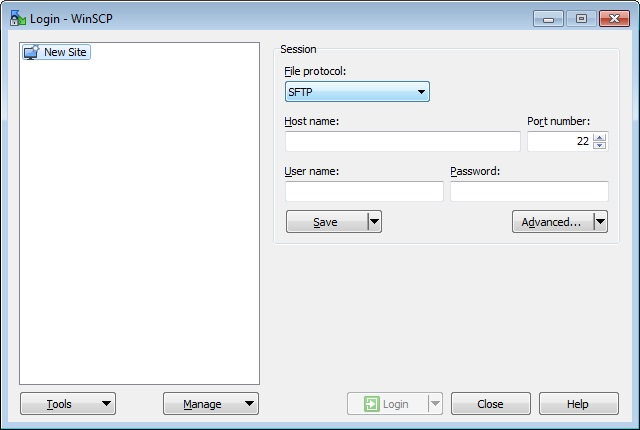 Login - WinSCP
New Site
Session
File protocol:
SFTP
Host name:
Port number:
22
User name:
Password:
Save
Advanced...
Tools
Manage
Login
Close
Help